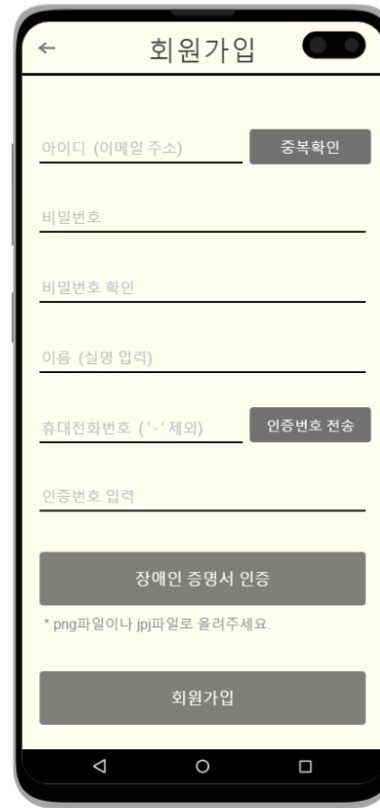 회원가입
아이디 (이메일 주소) 중복확인
비밀번호
비밀번호 확인
이름 (실명 입력)
휴대전화번호 ( ' - ' 제외) 인증번호 전송
인증번호 입력
장애인 증명서 인증
* png파일이나 jpj파일로 올려주세요.
회원가입